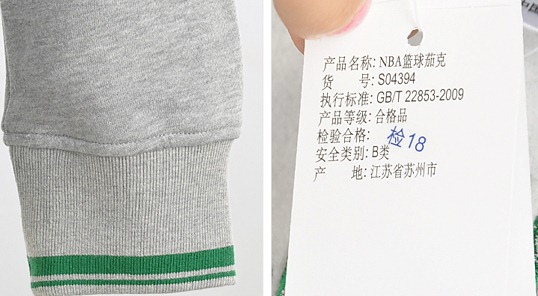 产品名称: NBA篮球茄克
货 号: S04394
执行标准: GB/T 22853-2009
产品等级: 合格品
检验合格: 检18
安全类别: B类
产 地: 江苏省苏州市